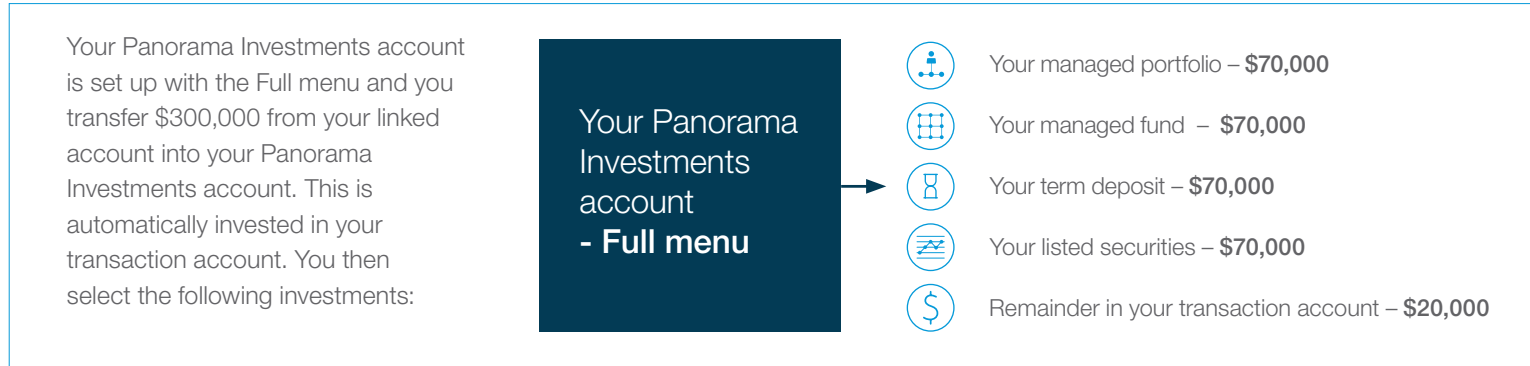 Your Panorama Investments account
is set up with the Full menu and you
transfer $300,000 from your linked
account into your Panorama
Investments account. This is
automatically invested in your
transaction account. You then
select the following investments:
Your Panorama
Investments
account
- Full menu
Your managed portfolio – $70,000
Your managed fund – $70,000
Your term deposit – $70,000
Your listed securities – $70,000
Remainder in your transaction account – $20,000